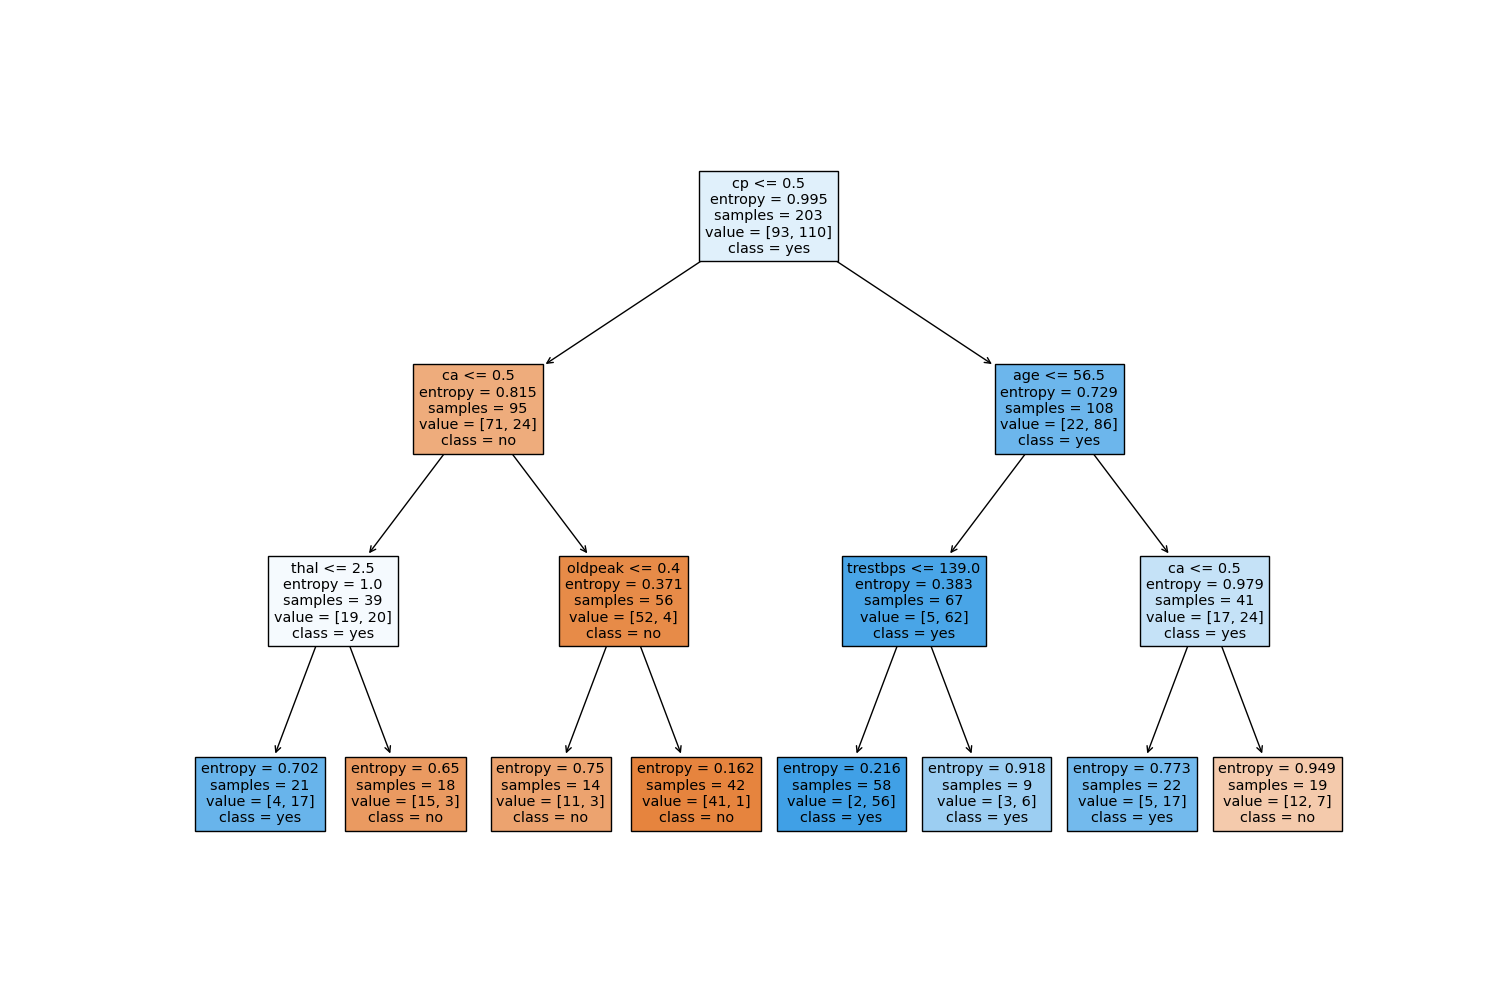 cp <= 0.5
entropy = 0.995
samples = 203
value = [93, 110]
class = yes
ca <= 0.5
entropy = 0.815
samples = 95
value = [71, 24]
class = no
age <= 56.5
entropy = 0.729
samples = 108
value = [22, 86]
class = yes
thal <= 2.5
entropy = 1.0
samples = 39
value = [19, 20]
class = yes
oldpeak <= 0.4
entropy = 0.371
samples = 56
value = [52, 4]
class = no
trestbps <= 139.0
entropy = 0.383
samples = 67
value = [5, 62]
class = yes
ca <= 0.5
entropy = 0.979
samples = 41
value = [17, 24]
class = yes
entropy = 0.702
samples = 21
value = [4, 17]
class = yes
entropy = 0.65
samples = 18
value = [15, 3]
class = no
entropy = 0.75
samples = 14
value = [11, 3]
class = no
entropy = 0.162
samples = 42
value = [41, 1]
class = no
entropy = 0.216
samples = 58
value = [2, 56]
class = yes
entropy = 0.918
samples = 9
value = [3, 6]
class = yes
entropy = 0.773
samples = 22
value = [5, 17]
class = yes
entropy = 0.949
samples = 19
value = [12, 7]
class = no